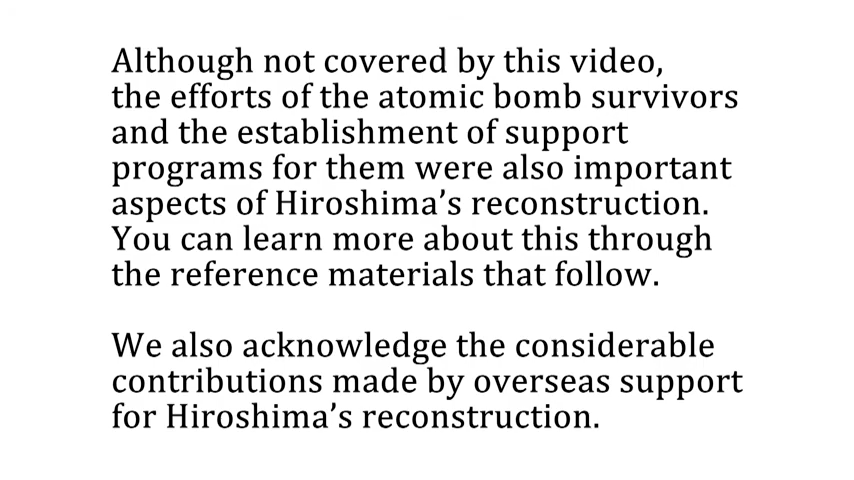 Although not covered by this video,
the efforts of the atomic bomb survivors
and the establishment of support
programs for them were also important
aspects of Hiroshima’s reconstruction.
You can learn more about this through
the reference materials that follow.
We also acknowledge the considerable
contributions made by overseas support
for Hiroshima’s reconstruction.